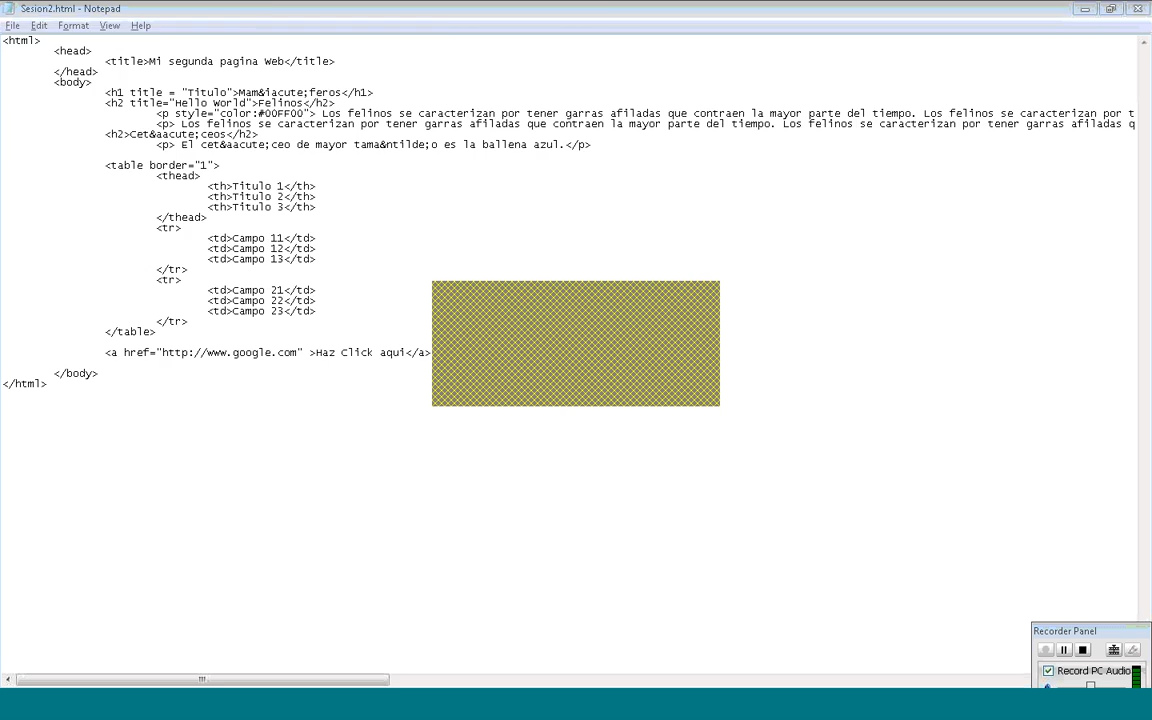 Sesion2.html - Notepad
File Edit Format View Help
<html>
<head>
<title>Mi segunda pagina Web</title>
</head>
<body>
<h1 title = "Titulo">Mam&iacute;feros</h1>
<h2 title="Hello World">Felinos</h2>
<p style="color:#00FF00"> Los felinos se caracterizan por tener garras afiladas que contraen la mayor parte del tiempo. Los felinos se caracterizan por t
<p> Los felinos se caracterizan por tener garras afiladas que contraen la mayor parte del tiempo. Los felinos se caracterizan por tener garras afiladas q
<h2>Cet&aacute;ceos</h2>
<p> El cet&aacute;ceo de mayor tama&ntilde;o es la ballena azul.</p>
<table border="1">
<thead>
<th>Titulo 1</th>
<th>Titulo 2</th>
<th>Titulo 3</th>
</thead>
<tr>
<td>Campo 11</td>
<td>Campo 12</td>
<td>Campo 13</td>
</tr>
<tr>
<td>Campo 21</td>
<td>Campo 22</td>
<td>Campo 23</td>
</tr>
</table>
<a href="http://www.google.com" >Haz Click aqui</a>
</body>
</html>
Recorder Panel
Record PC Audio